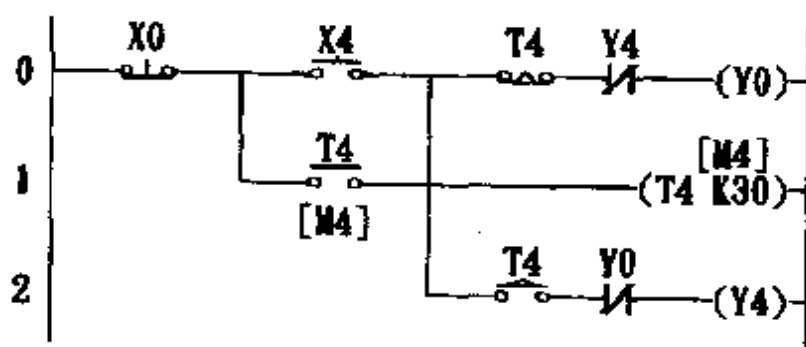 X0 X4 T4 Y4
0 (Y0)
T4 [M4]
1 (T4 K30)
[M4]
T4 Y0
2 (Y4)